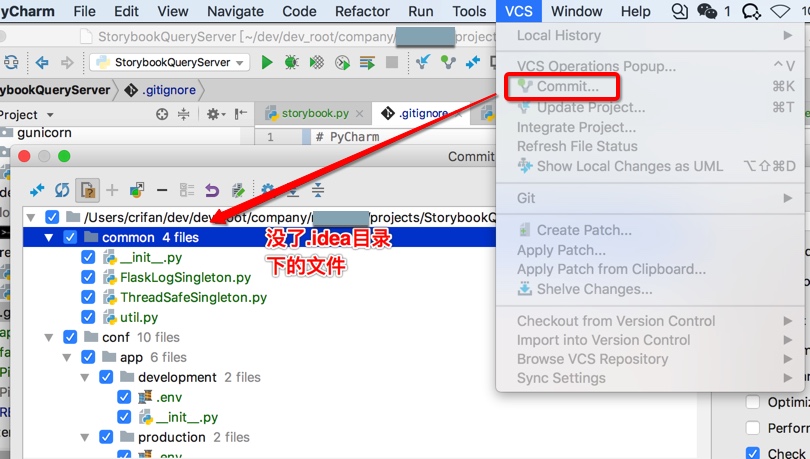 PyCharm File Edit View Navigate Code Refactor Run Tools VCS Window Help 1
StorybookQueryServer [~/dev/dev_root/company/ project
StorybookQueryServer
ybookQueryServer .gitignore
Project
storybook.py
.gitignore
gunicorn
1 # PyCharm
Commit
/Users/crifan/dev/dev_root/company/ /projects/StorybookQ
common 4 files
__init__.py
FlaskLogSingleton.py
ThreadSafeSingleton.py
util.py
conf 10 files
app 6 files
development 2 files
.env
__init__.py
production 2 files
.env
没了.idea目录
下的文件
Local History
VCS Operations Popup... ^V
Commit... ⌘K
Update Project... ⌘T
Integrate Project...
Refresh File Status
Show Local Changes as UML ⌥⇧⌘D
Git
Create Patch...
Apply Patch...
Apply Patch from Clipboard...
Shelve Changes...
Checkout from Version Control
Import into Version Control
Browse VCS Repository
Sync Settings
Optimiz
Perform
Check